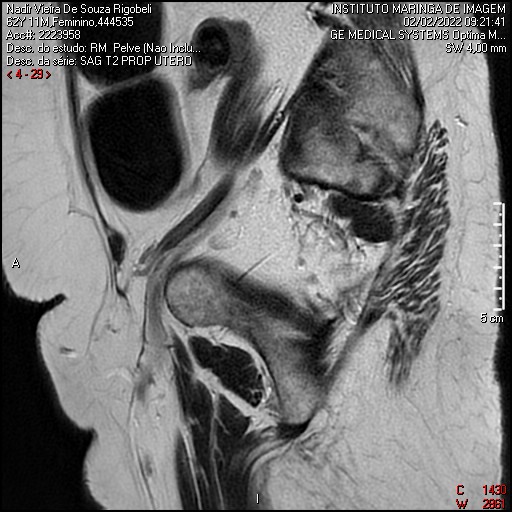 Nadir Vieira De Souza Rigobeli
62Y 11M,Feminino,444535
Acc#: 2223958
Desc. do estudo: RM Pelve (Nao Inclu...
Desc. da série: SAG T2 PROP UTERO
< 4 - 29 >
INSTITUTO MARINGA DE IMAGEM
02/02/2022 09:21:41
GE MEDICAL SYSTEMS Optima M...
SW 4,00 mm
A
5 cm
I
C 1430
W 2861